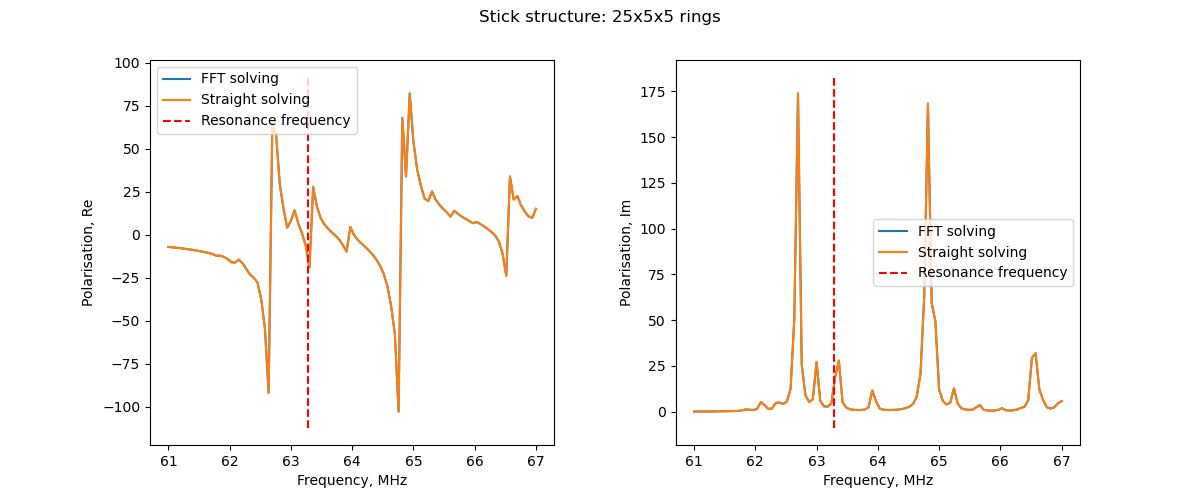 Stick structure: 25x5x5 rings
Polarisation, Re
100
75
50
25
0
−25
−50
−75
−100
FFT solving
Straight solving
Resonance frequency
61 62 63 64 65 66 67
Frequency, MHz
Polarisation, Im
175
150
125
100
75
50
25
0
FFT solving
Straight solving
Resonance frequency
61 62 63 64 65 66 67
Frequency, MHz